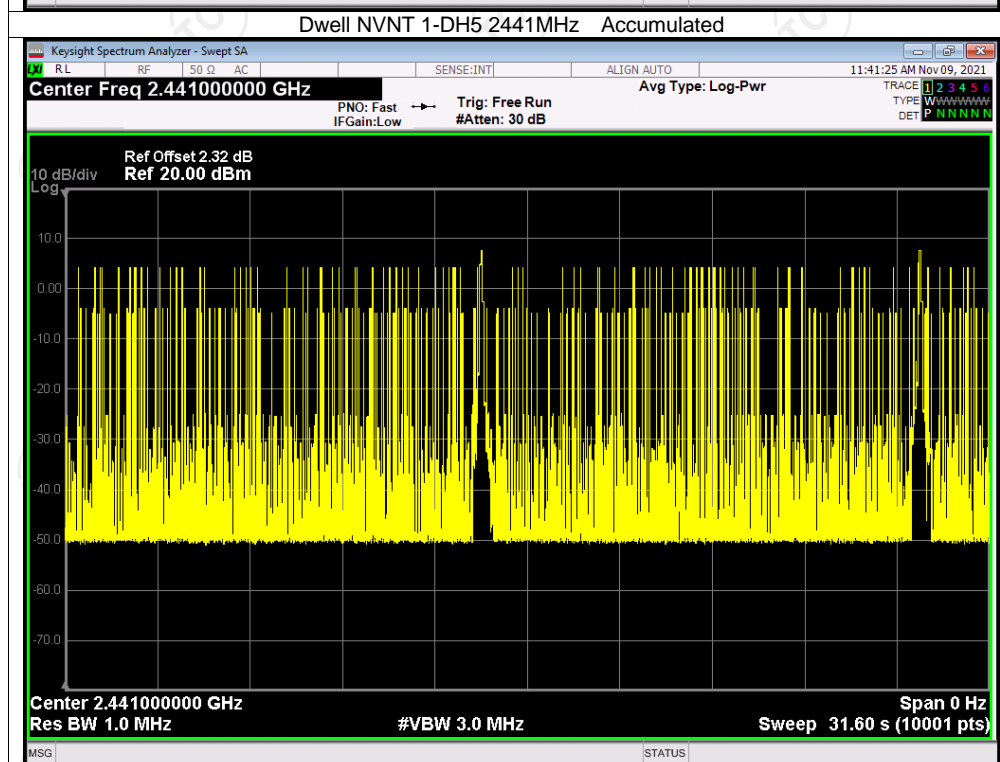 Dwell NVNT 1-DH5 2441MHz Accumulated
Keysight Spectrum Analyzer - Swept SA
LXI RL RF 50 Ω AC SENSE:INT ALIGN AUTO 11:41:25 AM Nov 09, 2021
Center Freq 2.441000000 GHz
Avg Type: Log-Pwr
TRACE 1 2 3 4 5 6
PNO: Fast Trig: Free Run
TYPE WWWWWW
IFGain:Low #Atten: 30 dB
DET P N N N N N
Ref Offset 2.32 dB
10 dB/div Ref 20.00 dBm
Log
10.0
0.00
-10.0
-20.0
-30.0
-40.0
-50.0
-60.0
-70.0
Center 2.441000000 GHz Span 0 Hz
Res BW 1.0 MHz #VBW 3.0 MHz Sweep 31.60 s (10001 pts)
MSG STATUS